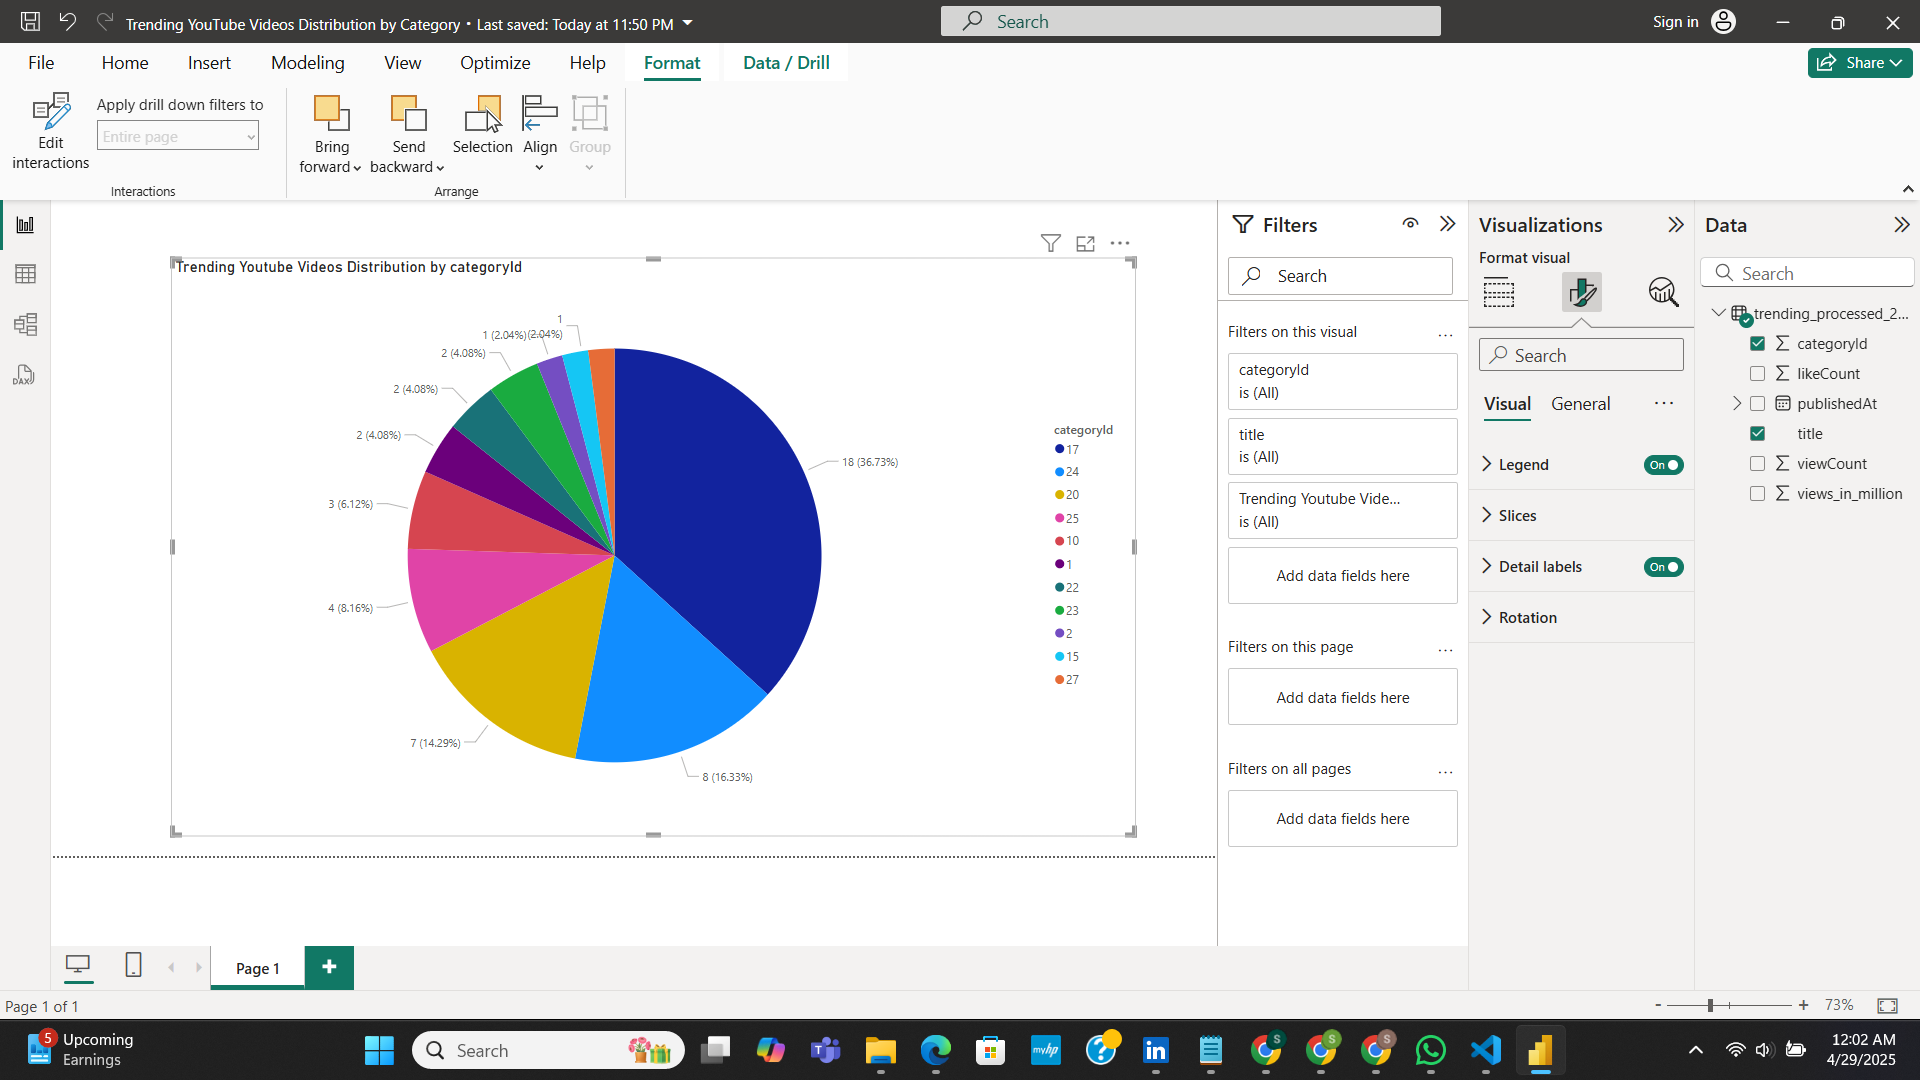 Trending YouTube Videos Distribution by Category • Last saved: Today at 11:50 PM
Search
Sign in
File
Home
Insert
Modeling
View
Optimize
Help
Format
Data / Drill
Share
Edit
interactions
Apply drill down filters to
Entire page
Interactions
Bring
forward
Send
backward
Selection
Align
Group
Arrange
DAX
Trending Youtube Videos Distribution by categoryId
1
1 (2.04%)
(2.04%)
2 (4.08%)
2 (4.08%)
2 (4.08%)
3 (6.12%)
4 (8.16%)
7 (14.29%)
8 (16.33%)
18 (36.73%)
categoryId
17
24
20
25
10
1
22
23
2
15
27
Filters
Search
Filters on this visual
...
categoryId
is (All)
title
is (All)
Trending Youtube Vide...
is (All)
Add data fields here
Filters on this page
...
Add data fields here
Filters on all pages
...
Add data fields here
Visualizations
Format visual
Search
Visual
General
...
Legend
On
Slices
Detail labels
On
Rotation
Data
Search
trending_processed_2...
categoryId
likeCount
publishedAt
title
viewCount
views_in_million
Page 1
+
Page 1 of 1
-
+
73%
5
Upcoming
Earnings
Search
myhp
S
S
S
12:02 AM
4/29/2025